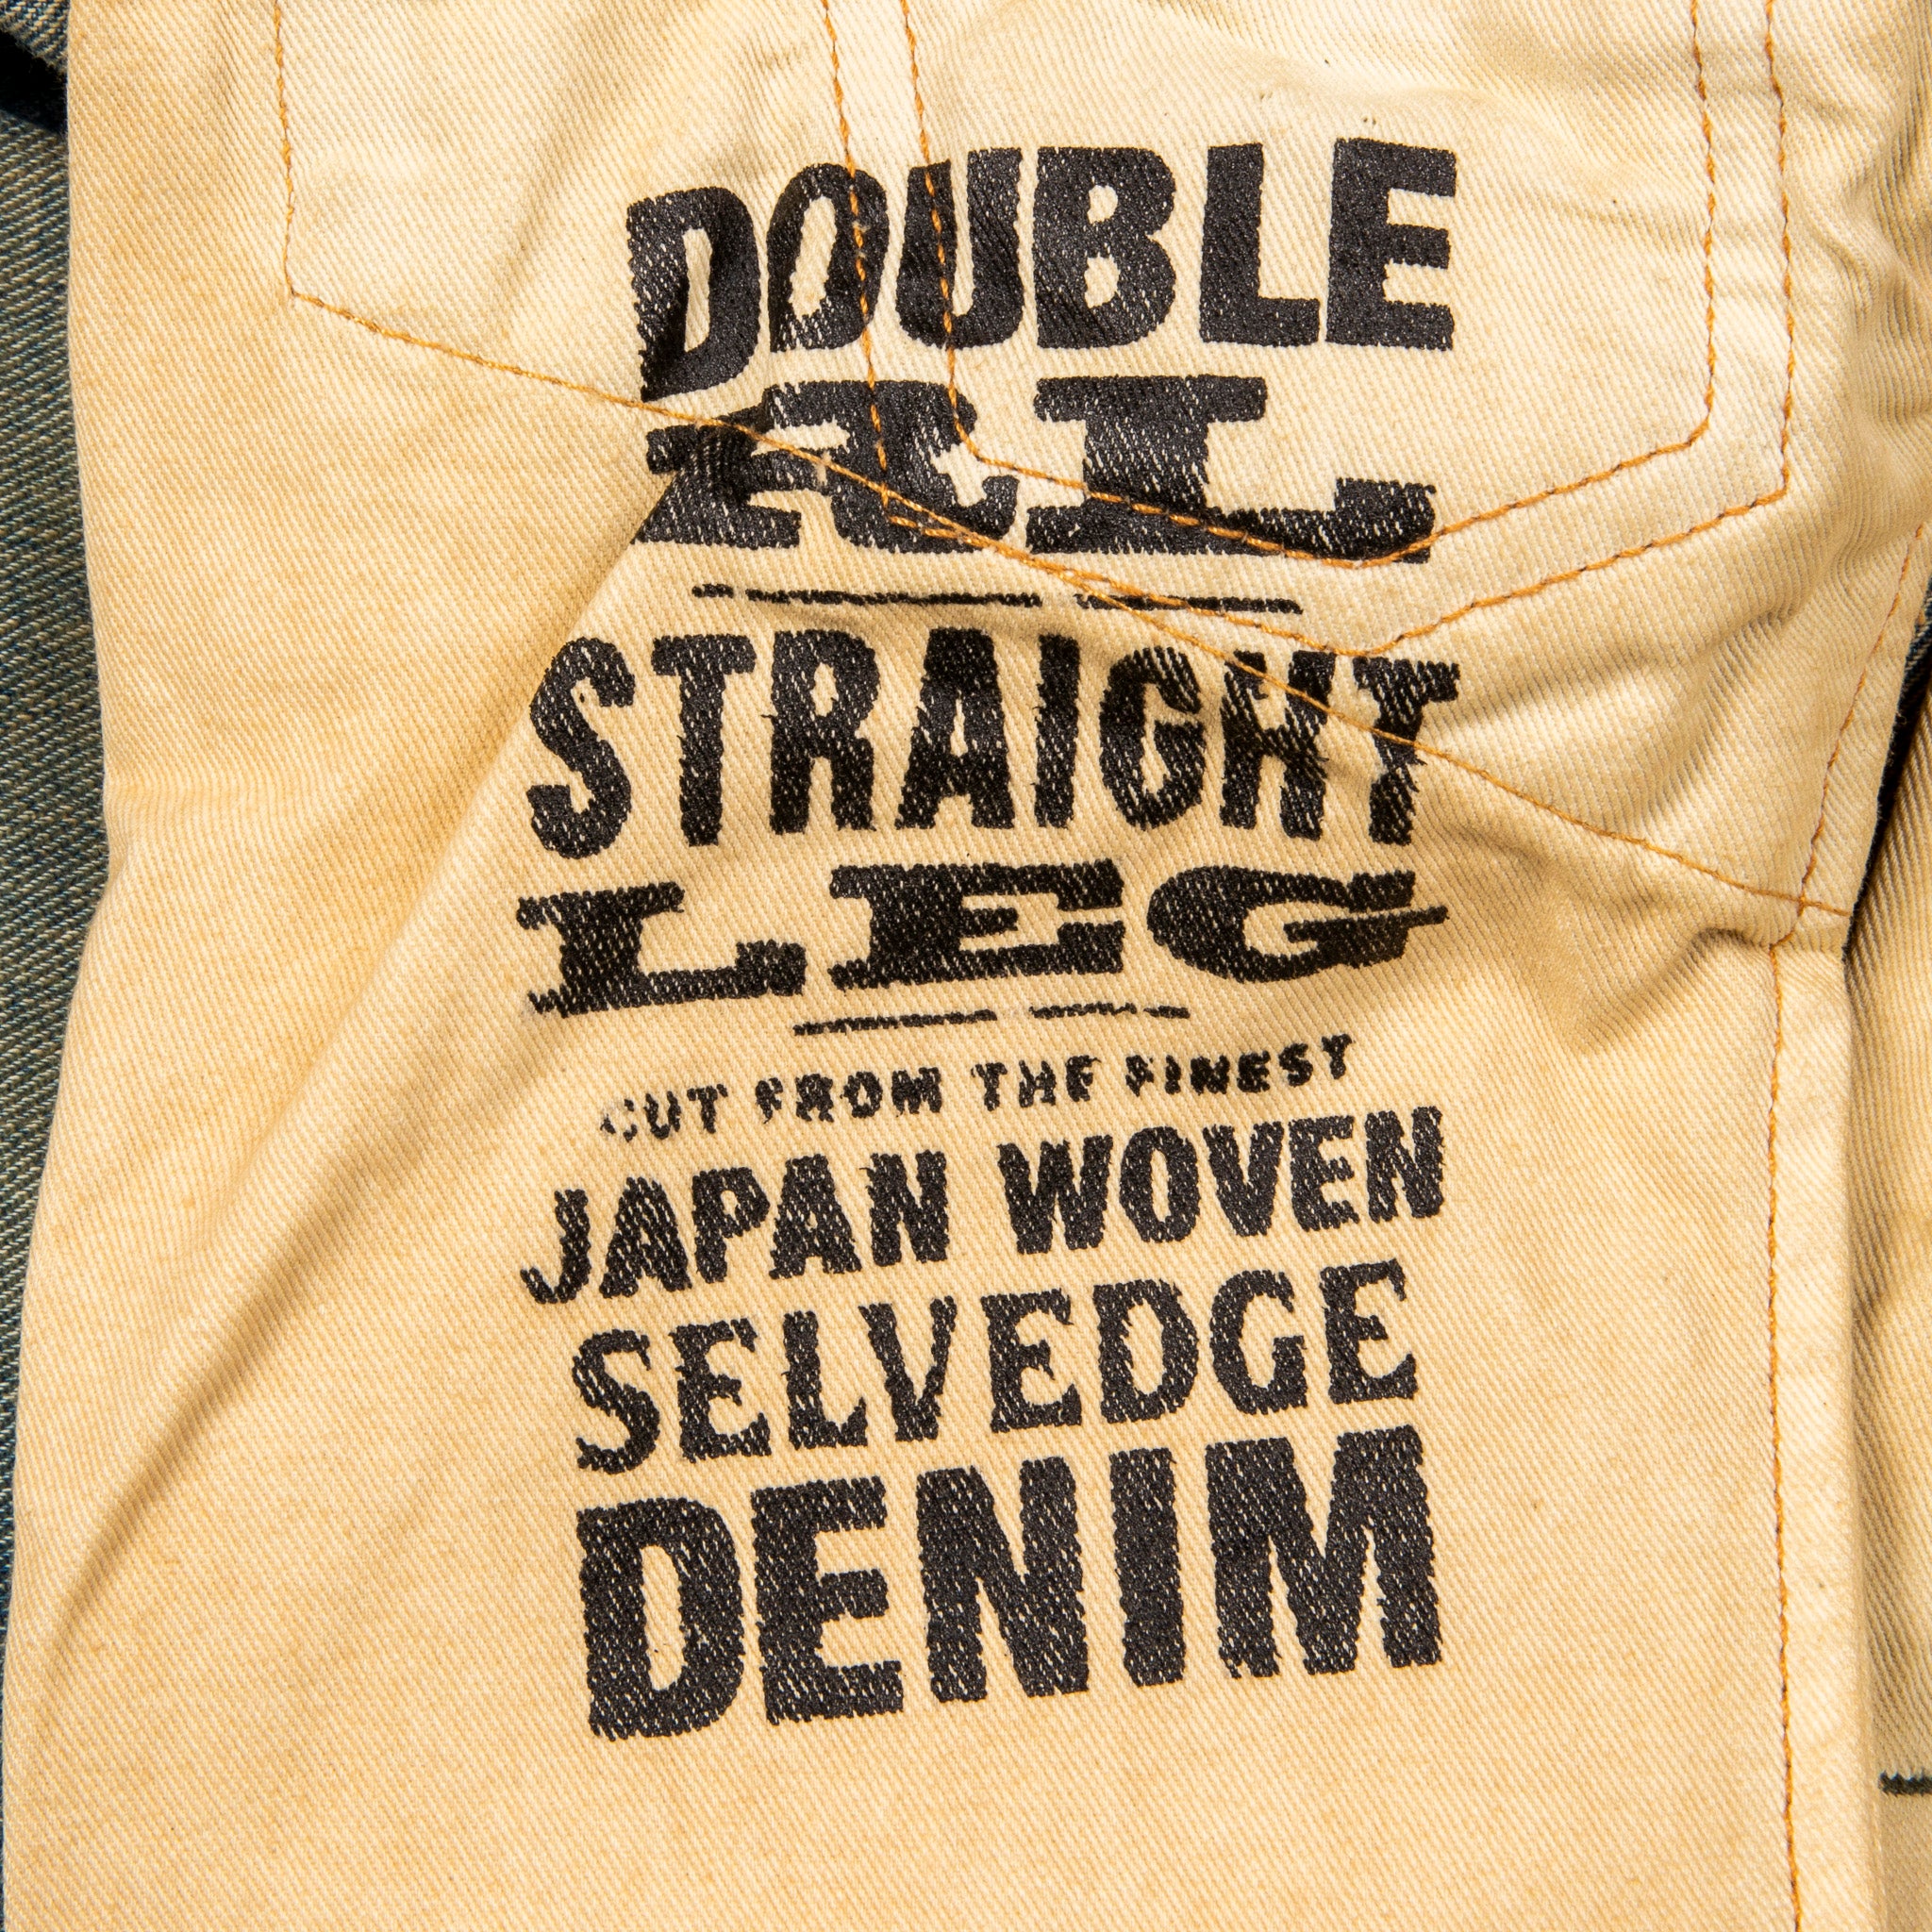 DOUBLE
RL
STRAIGHT
LEG
CUT FROM THE FINEST
JAPAN WOVEN
SELVEDGE
DENIM